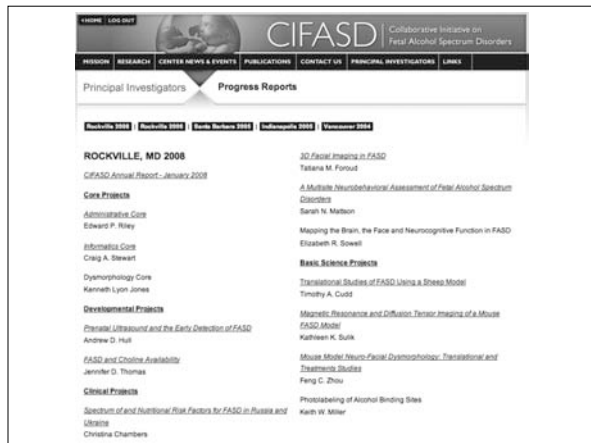 <HOME LOG OUT
CIFASD
Collaborative Initiative on
Fetal Alcohol Spectrum Disorders
MISSION RESEARCH CENTER NEWS & EVENTS PUBLICATIONS CONTACT US PRINCIPAL INVESTIGATORS LINKS
Principal Investigators Progress Reports
Rockville 2008 | Rockville 2006 | Santa Barbara 2005 | Indianapolis 2005 | Vancouver 2004
ROCKVILLE, MD 2008
CIFASD Annual Report - January 2008
Core Projects
Administrative Core
Edward P. Riley
Informatics Core
Craig A. Stewart
Dysmorphology Core
Kenneth Lyon Jones
Developmental Projects
Prenatal Ultrasound and the Early Detection of FASD
Andrew D. Hull
FASD and Choline Availability
Jennifer D. Thomas
Clinical Projects
Spectrum of and Nutritional Risk Factors for FASD in Russia and
Ukraine
Christina Chambers
3D Facial Imaging in FASD
Tatiana M. Foroud
A Multisite Neurobehavioral Assessment of Fetal Alcohol Spectrum
Disorders
Sarah N. Mattson
Mapping the Brain, the Face and Neurocognitive Function in FASD
Elizabeth R. Sowell
Basic Science Projects
Translational Studies of FASD Using a Sheep Model
Timothy A. Cudd
Magnetic Resonance and Diffusion Tensor Imaging of a Mouse
FASD Model
Kathleen K. Sulik
Mouse Model Neuro-Facial Dysmorphology: Translational and
Treatments Studies
Feng C. Zhou
Photolabeling of Alcohol Binding Sites
Keith W. Miller